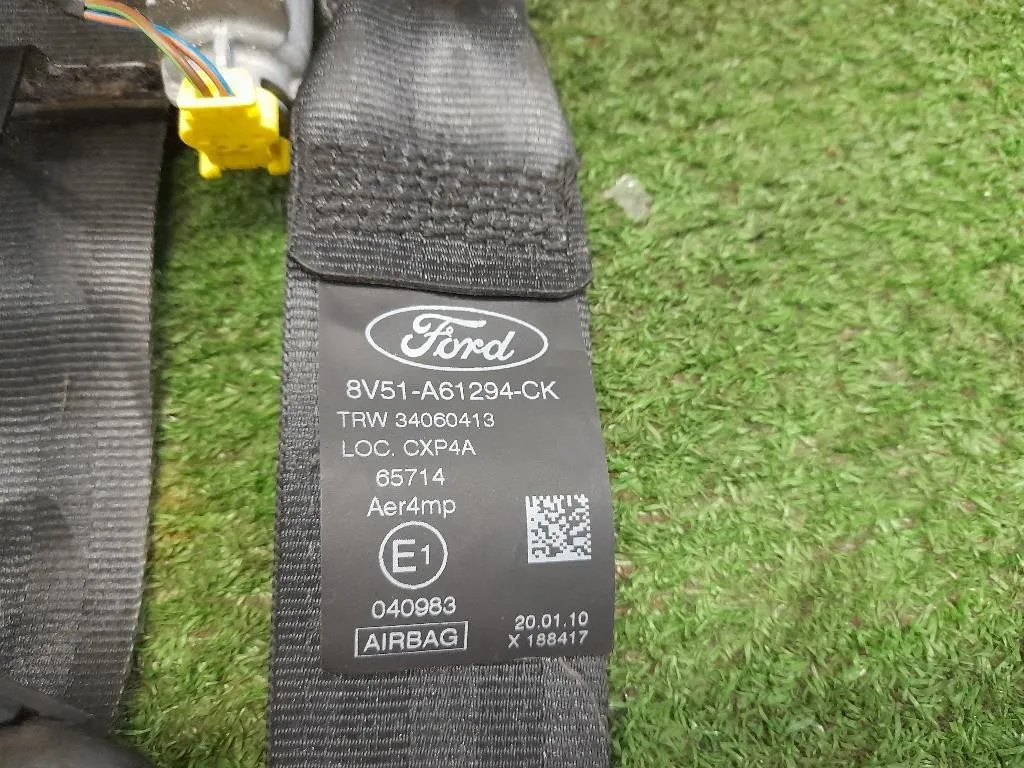 Ford
8V51-A61294-CK
TRW 34060413
LOC. CXP4A
65714
Aer4mp
E1
040983
AIRBAG
20.01.10
X 188417